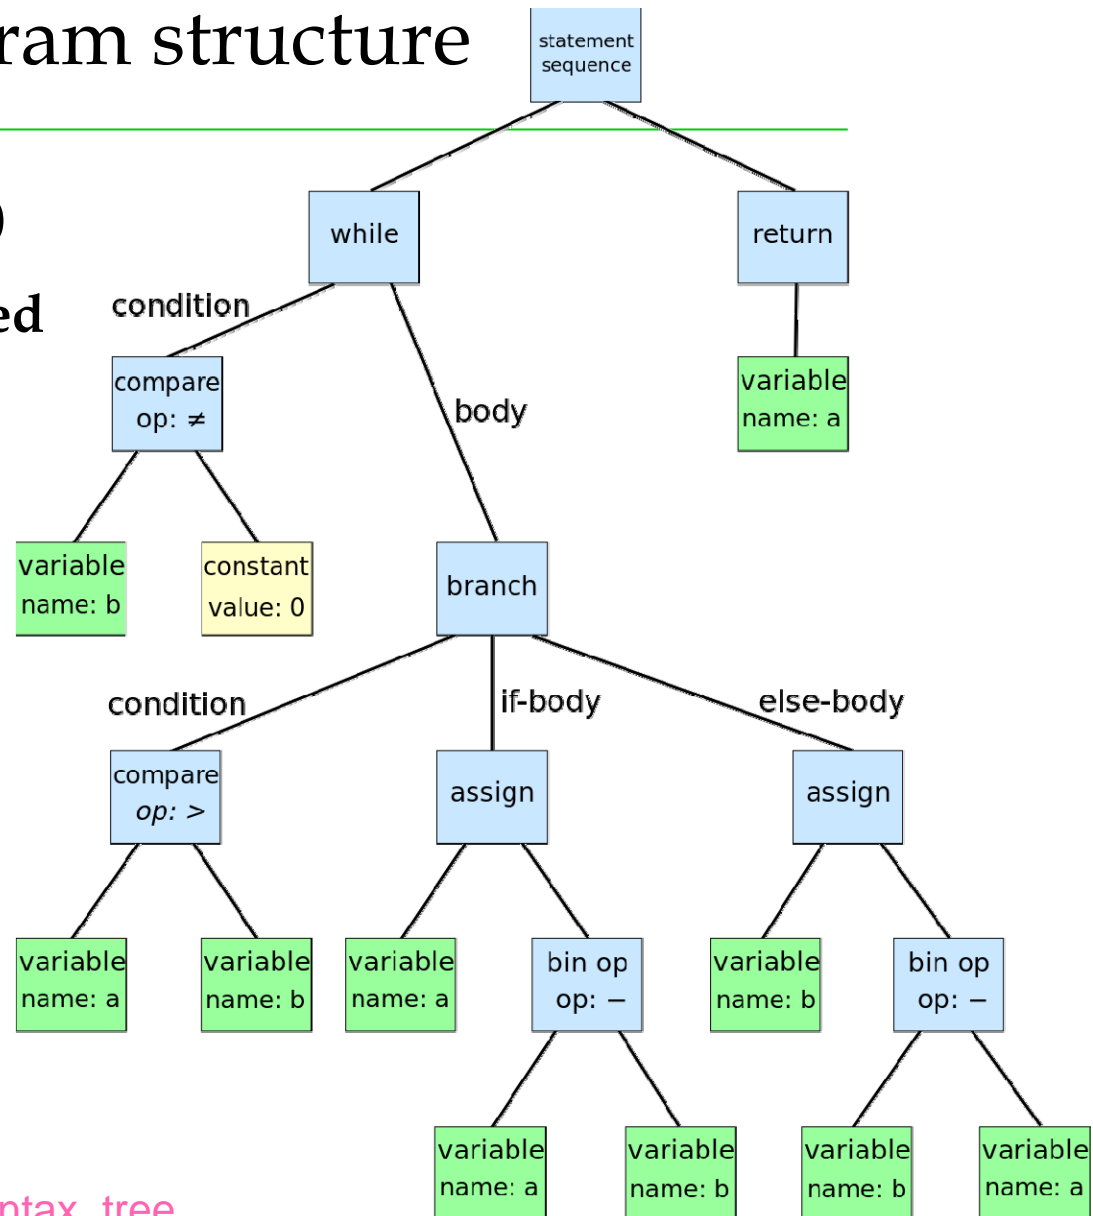 ram structure
statement
sequence
)
while
return
ed
condition
compare
op: ≠
body
variable
name: a
variable
name: b
constant
value: 0
branch
condition
if-body
else-body
compare
op: >
assign
assign
variable
name: a
variable
name: b
variable
name: a
bin op
op: −
variable
name: b
bin op
op: −
variable
name: a
variable
name: b
variable
name: b
variable
name: a
ntax_tree